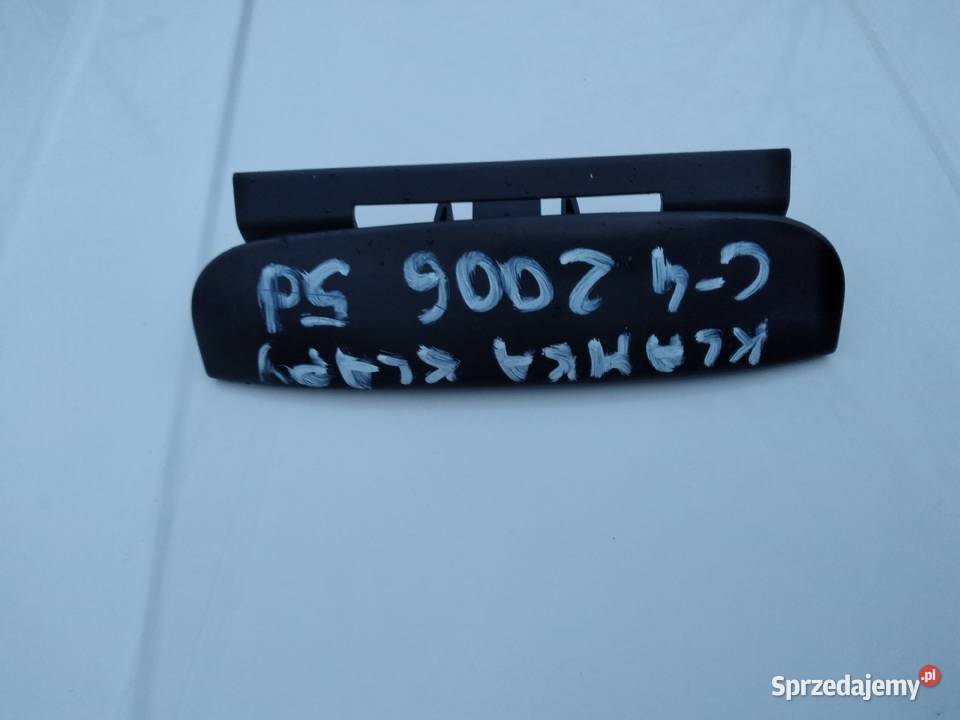 KLAMKA KLAPY
C-4 2006 5d
Sprzedajemy.pl